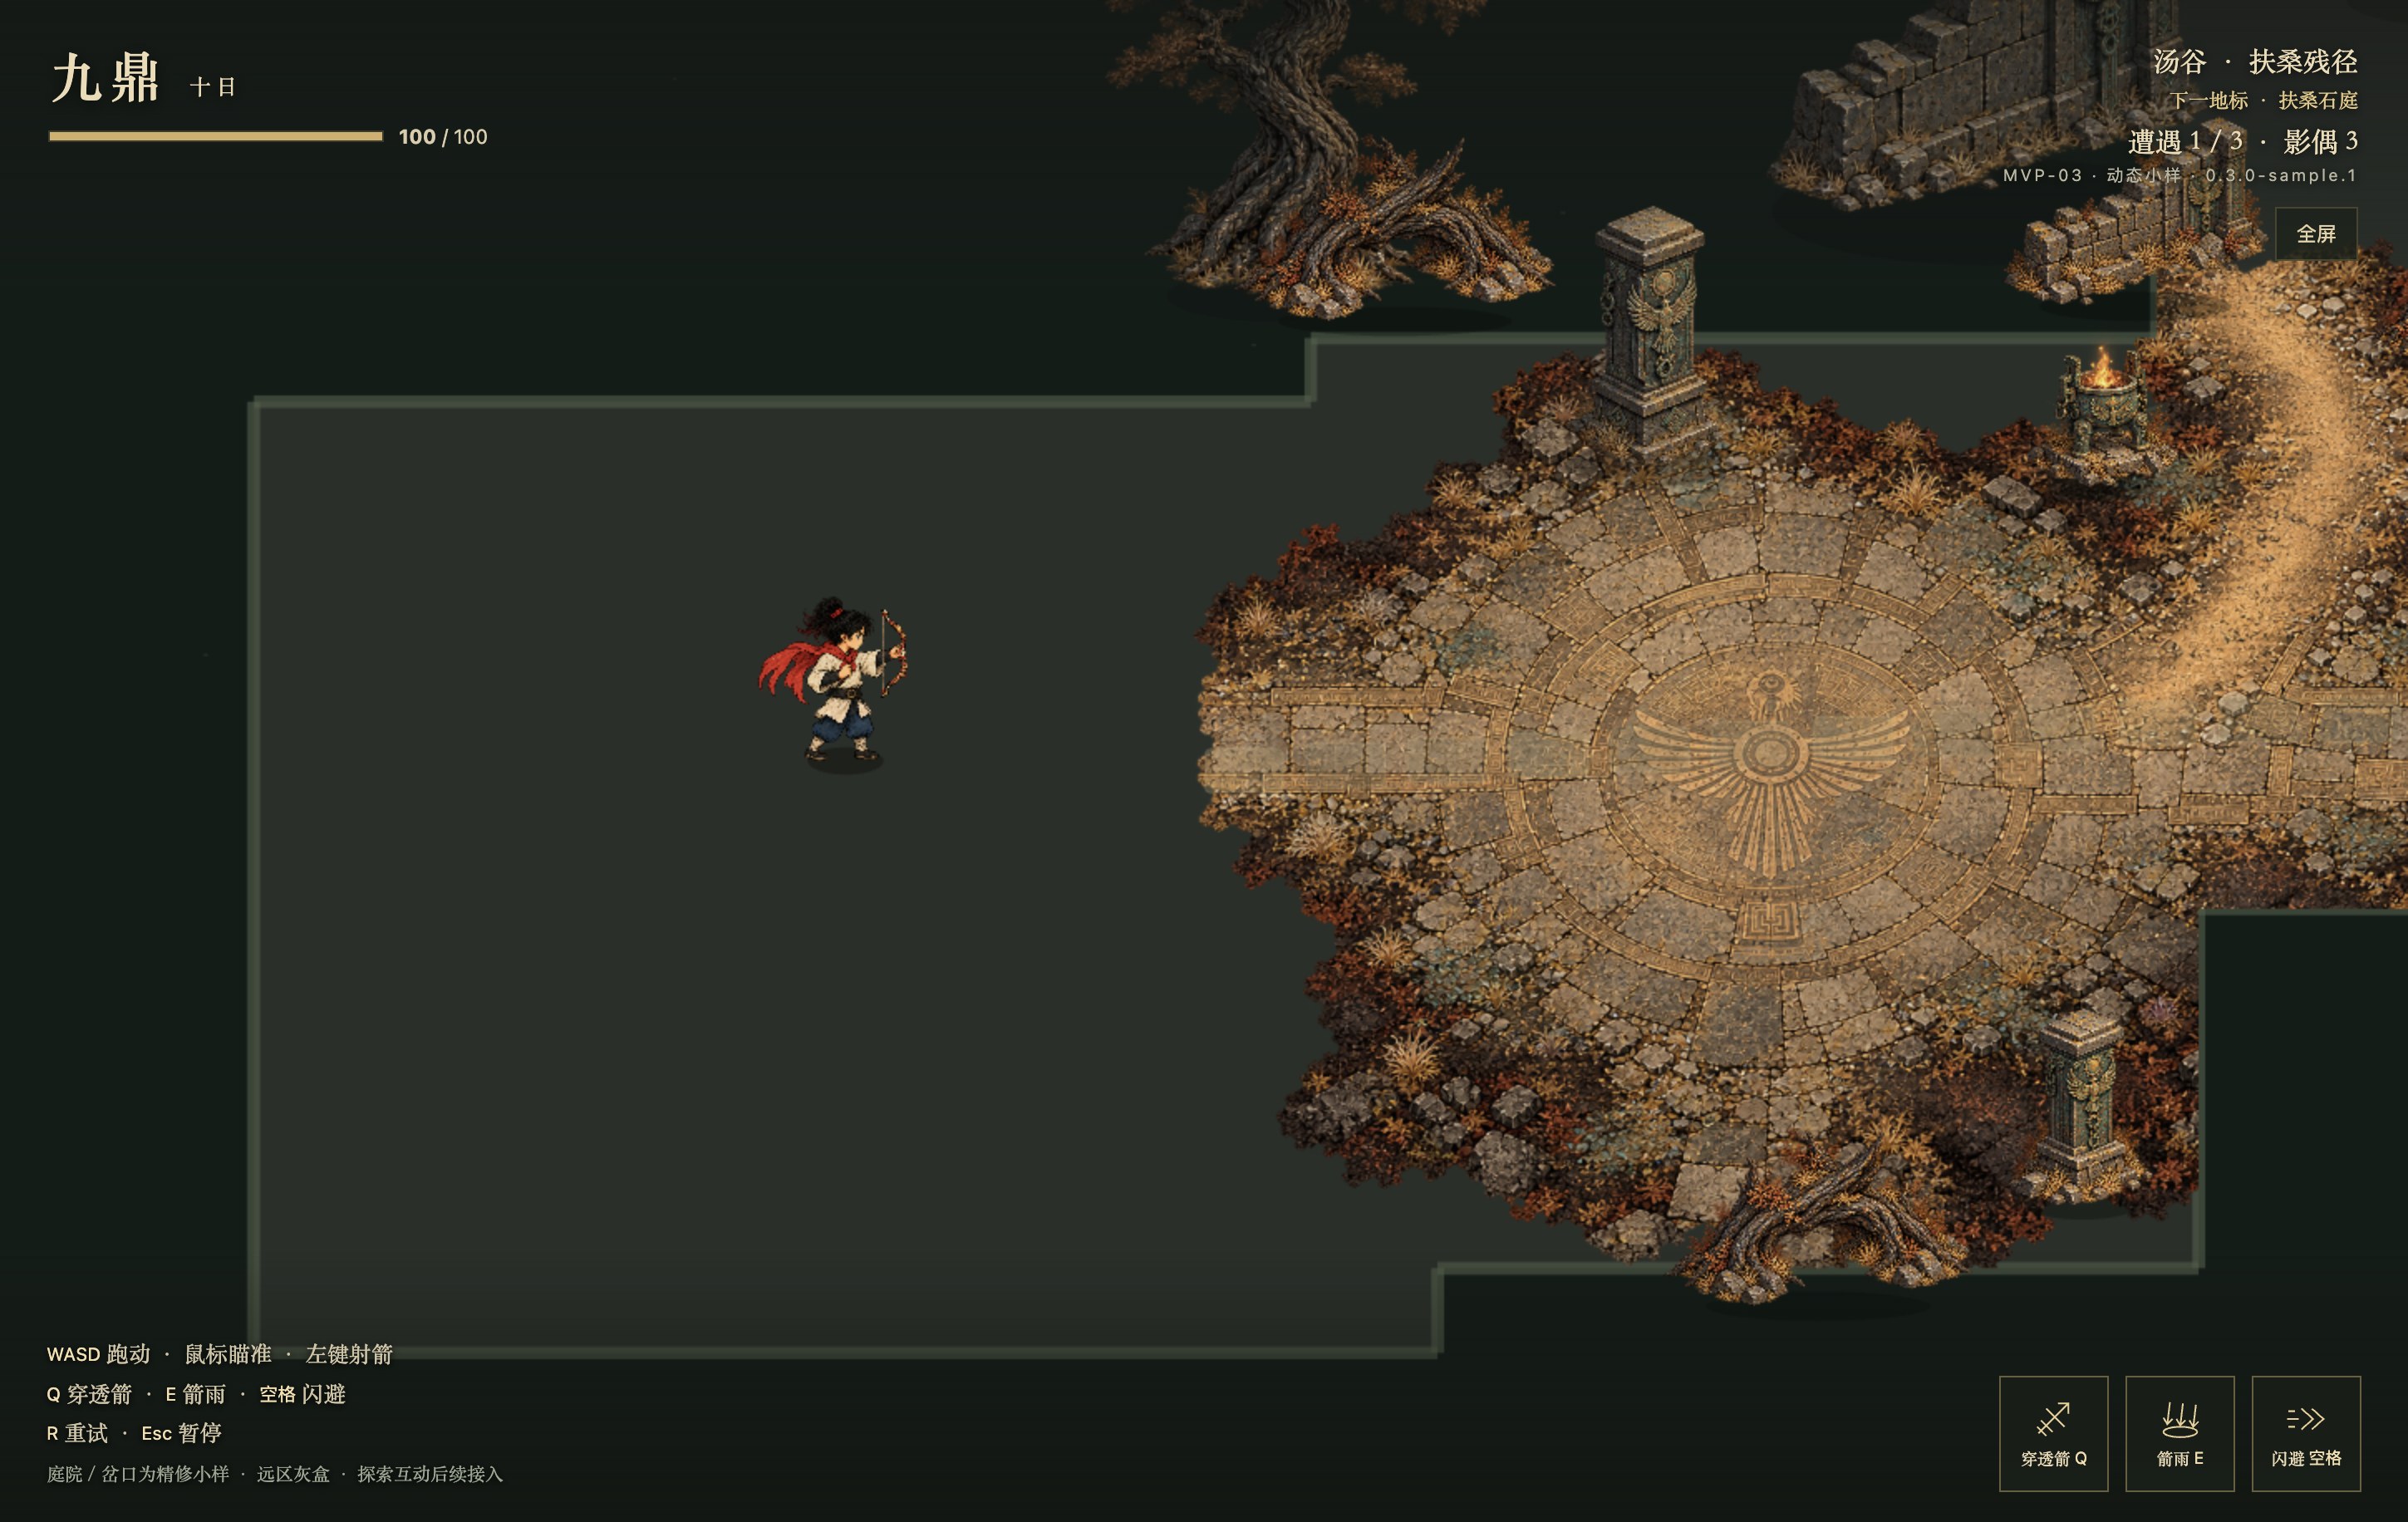 九鼎 十日
100 / 100
汤谷 · 扶桑残径
下一地标 · 扶桑石庭
遭遇 1 / 3 · 影偶 3
MVP-03 · 动态小样 · 0.3.0-sample.1
全屏
WASD 跑动 · 鼠标瞄准 · 左键射箭
Q 穿透箭 · E 箭雨 · 空格 闪避
R 重试 · Esc 暂停
庭院 / 岔口为精修小样 · 远区灰盒 · 探索互动后续接入
穿透箭 Q
箭雨 E
闪避 空格